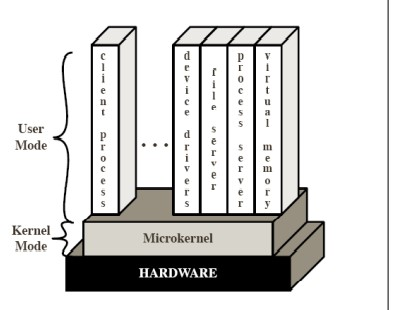 client process
device drivers
file server
process server
virtual memory
. . .
User
Mode
Kernel
Mode
Microkernel
HARDWARE